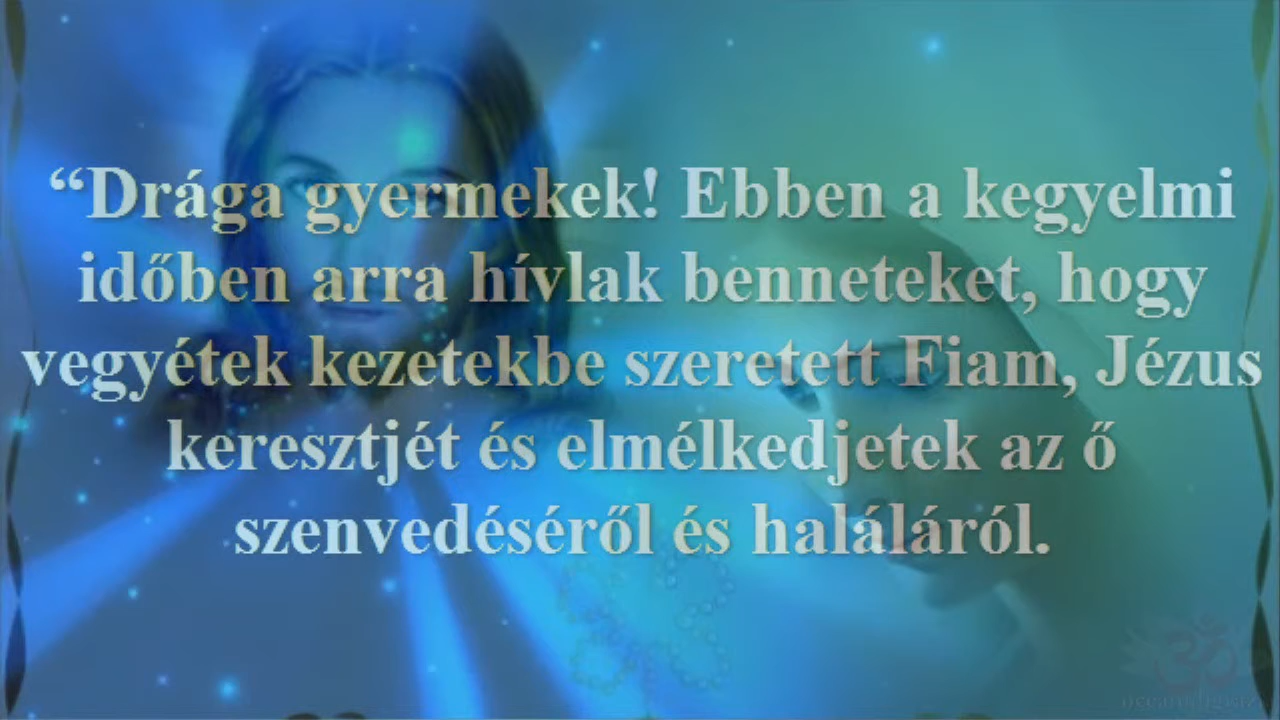 “Drága gyermekek! Ebben a kegyelmi
időben arra hívlak benneteket, hogy
vegyétek kezetekbe szeretett Fiam, Jézus
keresztjét és elmélkedjetek az ő
szenvedéséről és haláláról.